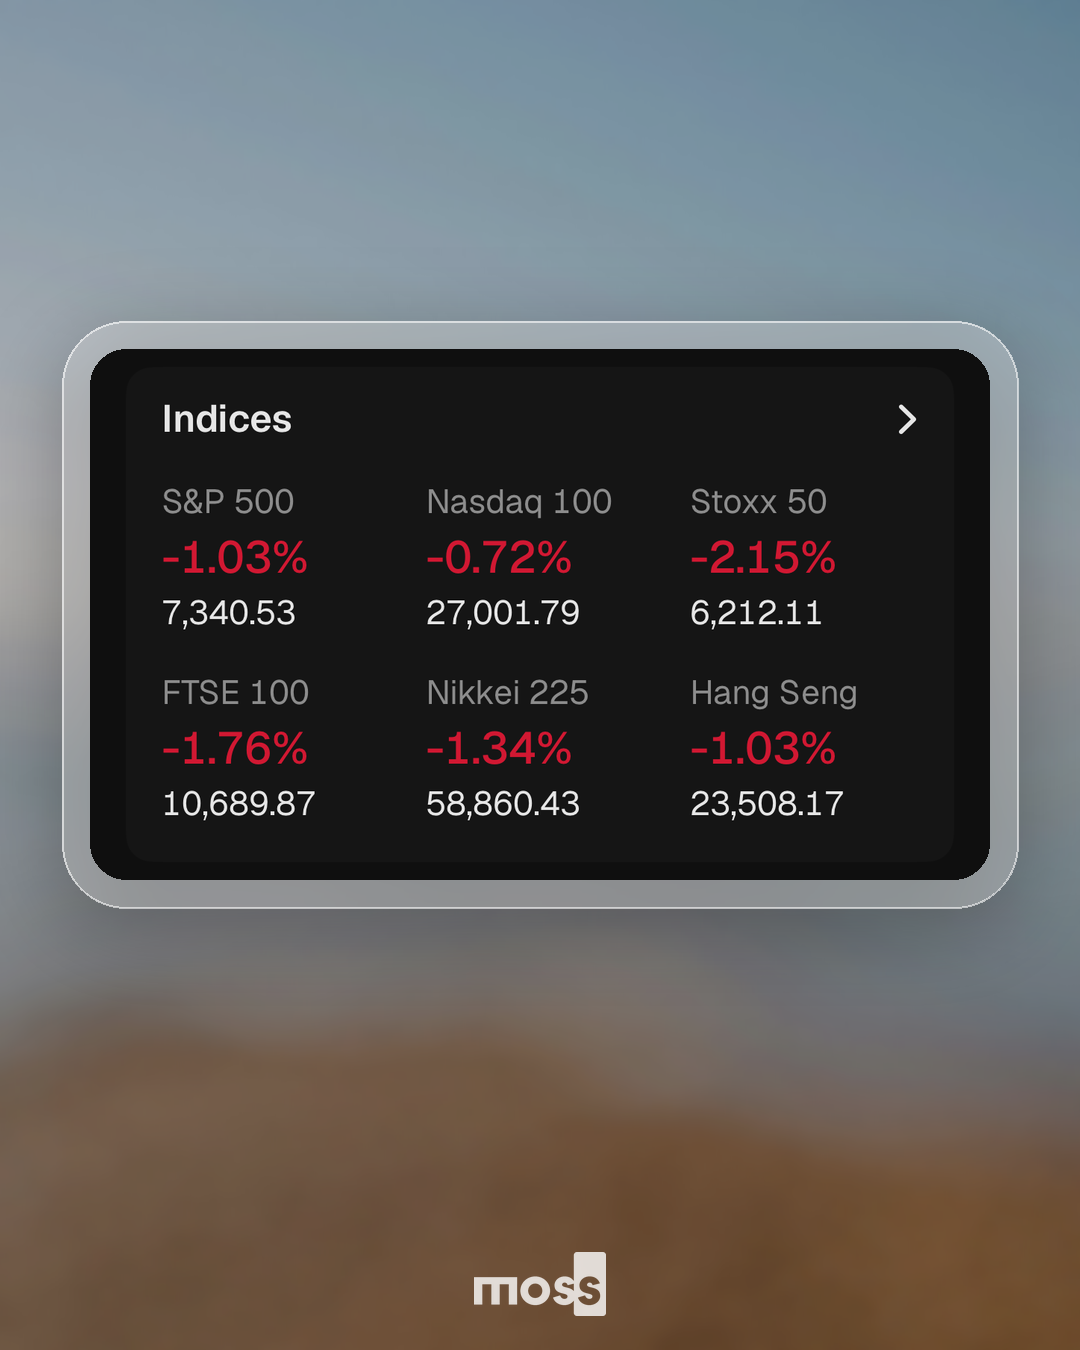 Indices
S&P 500 Nasdaq 100 Stoxx 50
-1.03% -0.72% -2.15%
7,340.53 27,001.79 6,212.11
FTSE 100 Nikkei 225 Hang Seng
-1.76% -1.34% -1.03%
10,689.87 58,860.43 23,508.17
moss